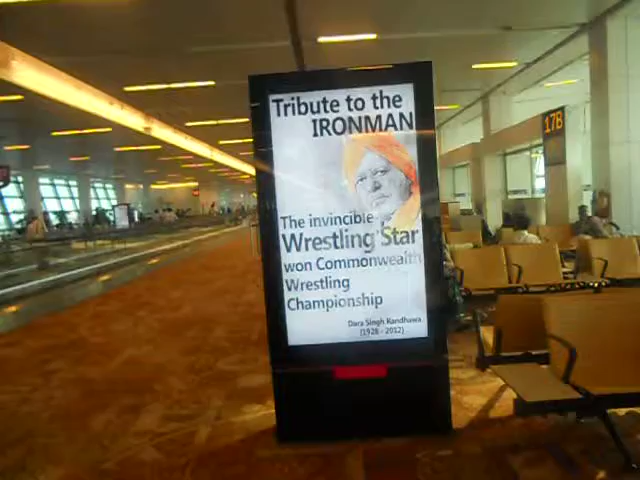 Tribute to the
IRONMAN
The invincible
Wrestling Star
won Commonwealth
Wrestling
Championship
Dara Singh Randhawa
(1928 - 2012)
17B